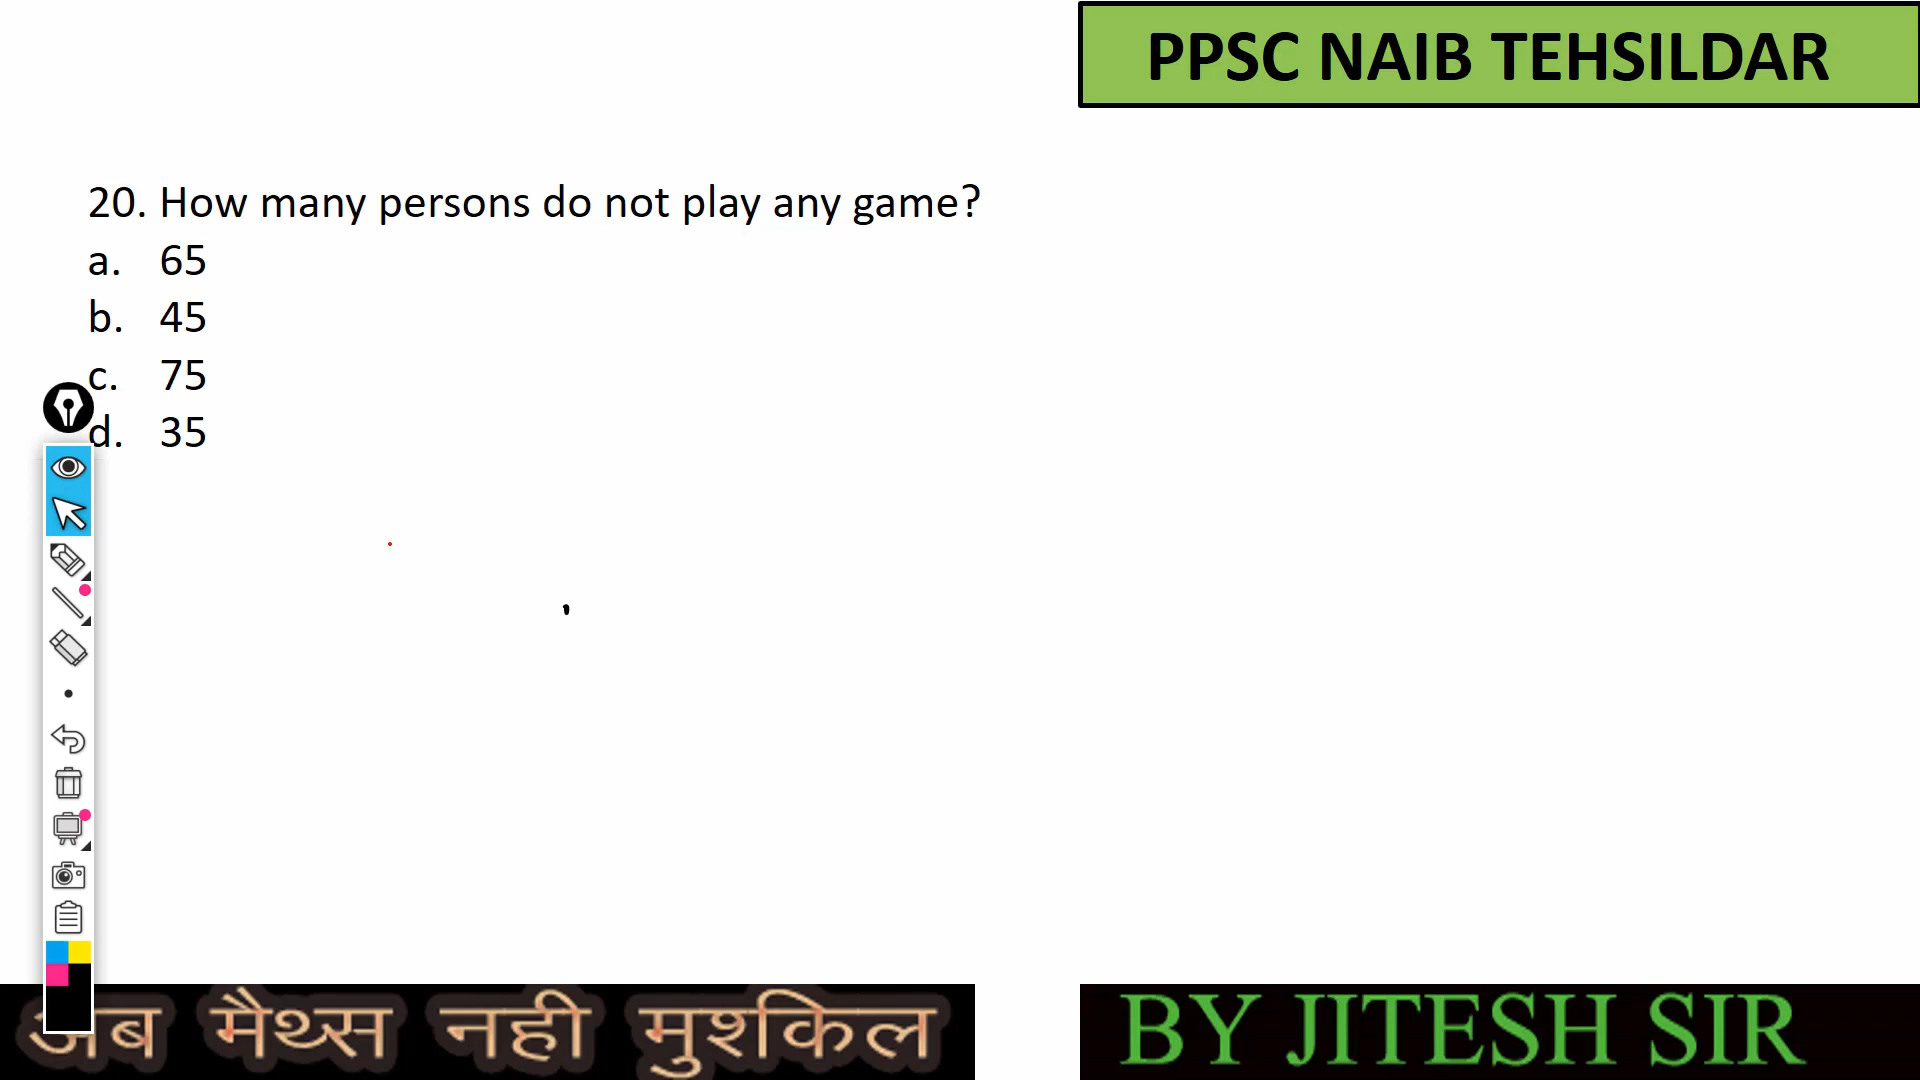 PPSC NAIB TEHSILDAR
20. How many persons do not play any game?
a. 65
b. 45
c. 75
d. 35
अब मैथ्स नही मुश्किल
BY JITESH SIR